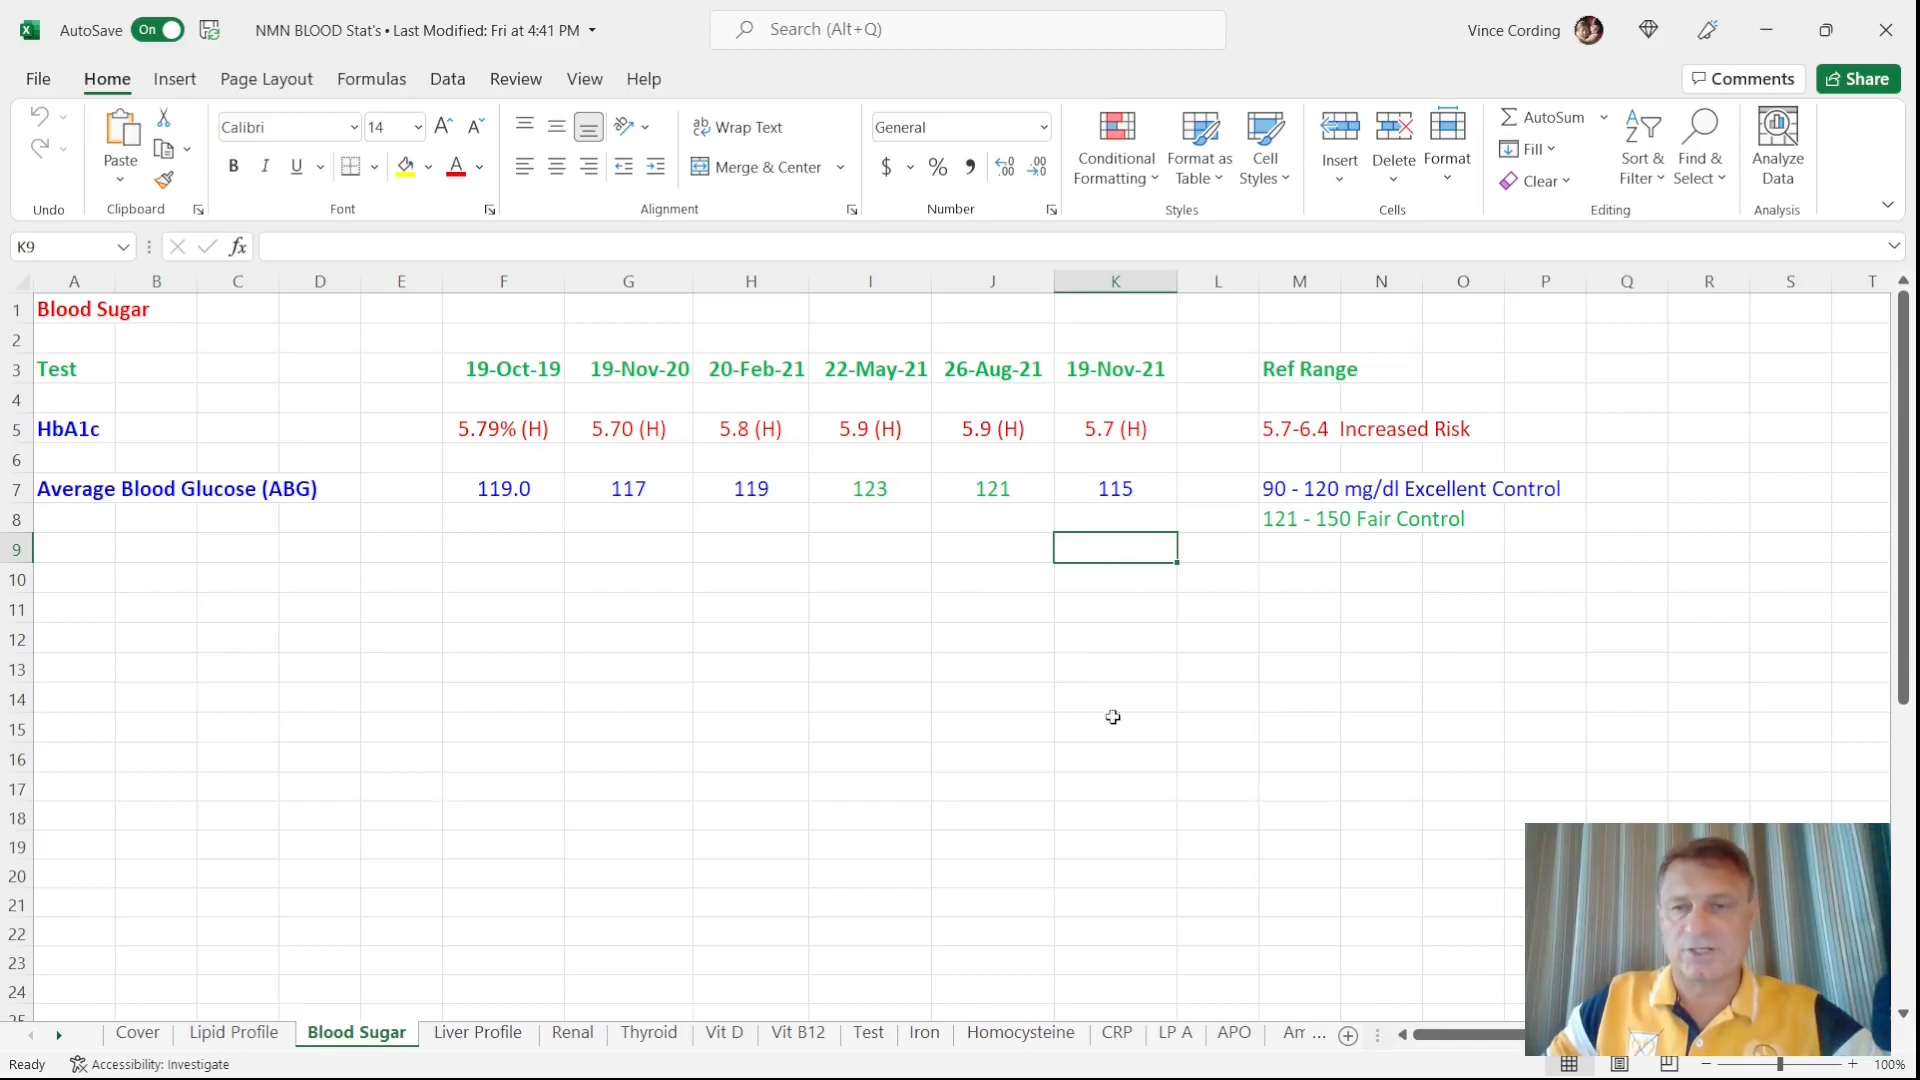 AutoSave On NMN BLOOD Stat's • Last Modified: Fri at 4:41 PM Search (Alt+Q) Vince Cording
File Home Insert Page Layout Formulas Data Review View Help Comments Share
Calibri 14 Wrap Text General AutoSum
Paste B I U Merge & Center $ % Conditional Formatting Format as Table Cell Styles Insert Delete Format Fill Clear Sort & Filter Find & Select Analyze Data
Undo Clipboard Font Alignment Number Styles Cells Editing Analysis
K9 fx
A B C D E F G H I J K L M N O P Q R S T
1 Blood Sugar
2
3 Test 19-Oct-19 19-Nov-20 20-Feb-21 22-May-21 26-Aug-21 19-Nov-21 Ref Range
4
5 HbA1c 5.79% (H) 5.70 (H) 5.8 (H) 5.9 (H) 5.9 (H) 5.7 (H) 5.7-6.4 Increased Risk
6
7 Average Blood Glucose (ABG) 119.0 117 119 123 121 115 90 - 120 mg/dl Excellent Control
8 121 - 150 Fair Control
9
10
11
12
13
14
15
16
17
18
19
20
21
22
23
24
25
Cover Lipid Profile Blood Sugar Liver Profile Renal Thyroid Vit D Vit B12 Test Iron Homocysteine CRP LP A APO Am ...
Ready Accessibility: Investigate 100%